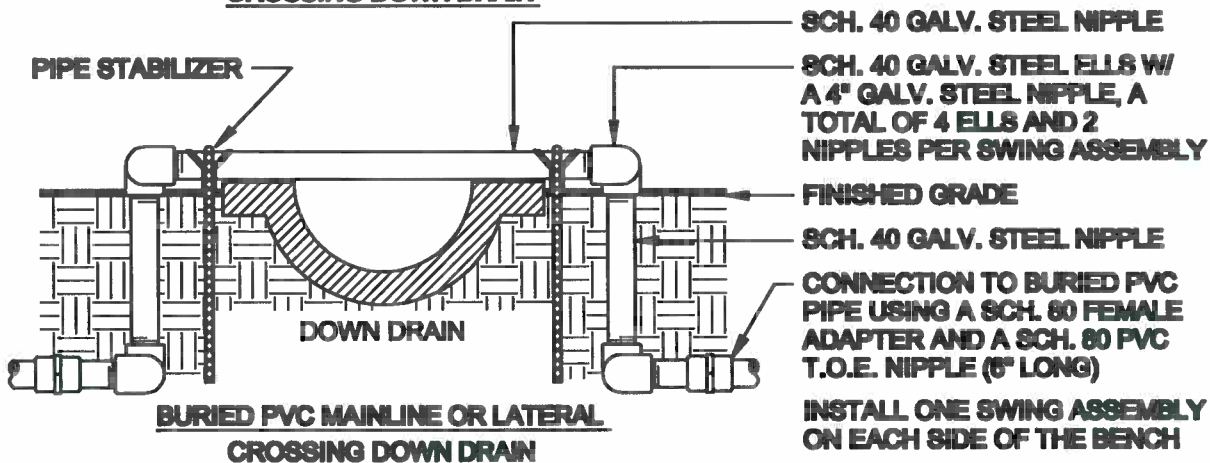 CROSSING DOWN DRAIN
SCH. 40 GALV. STEEL NIPPLE
PIPE STABILIZER
SCH. 40 GALV. STEEL ELLS W/
A 4" GALV. STEEL NIPPLE, A
TOTAL OF 4 ELLS AND 2
NIPPLES PER SWING ASSEMBLY
FINISHED GRADE
SCH. 40 GALV. STEEL NIPPLE
CONNECTION TO BURIED PVC
PIPE USING A SCH. 80 FEMALE
ADAPTER AND A SCH. 80 PVC
T.O.E. NIPPLE (6" LONG)
INSTALL ONE SWING ASSEMBLY
ON EACH SIDE OF THE BENCH
DOWN DRAIN
BURIED PVC MAINLINE OR LATERAL
CROSSING DOWN DRAIN